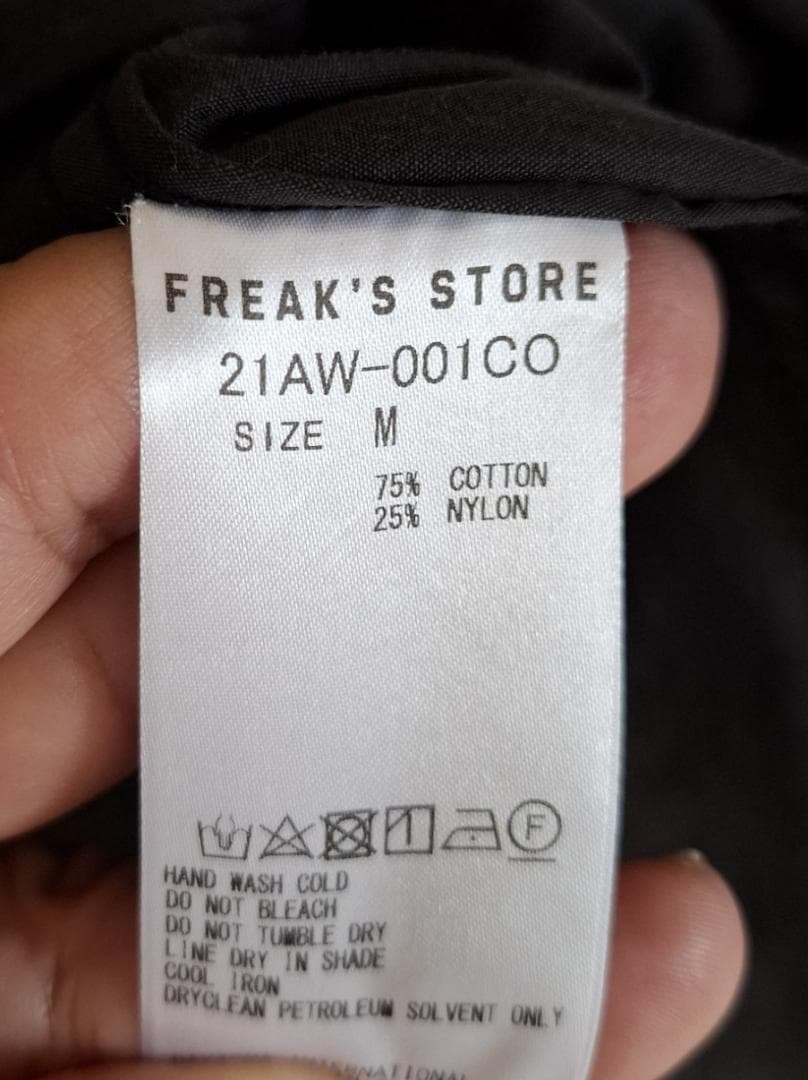 FREAK'S STORE
21AW-001CO
SIZE M
75% COTTON
25% NYLON
F
HAND WASH COLD
DO NOT BLEACH
DO NOT TUMBLE DRY
LINE DRY IN SHADE
COOL IRON
DRYCLEAN PETROLEUM SOLVENT ONLY